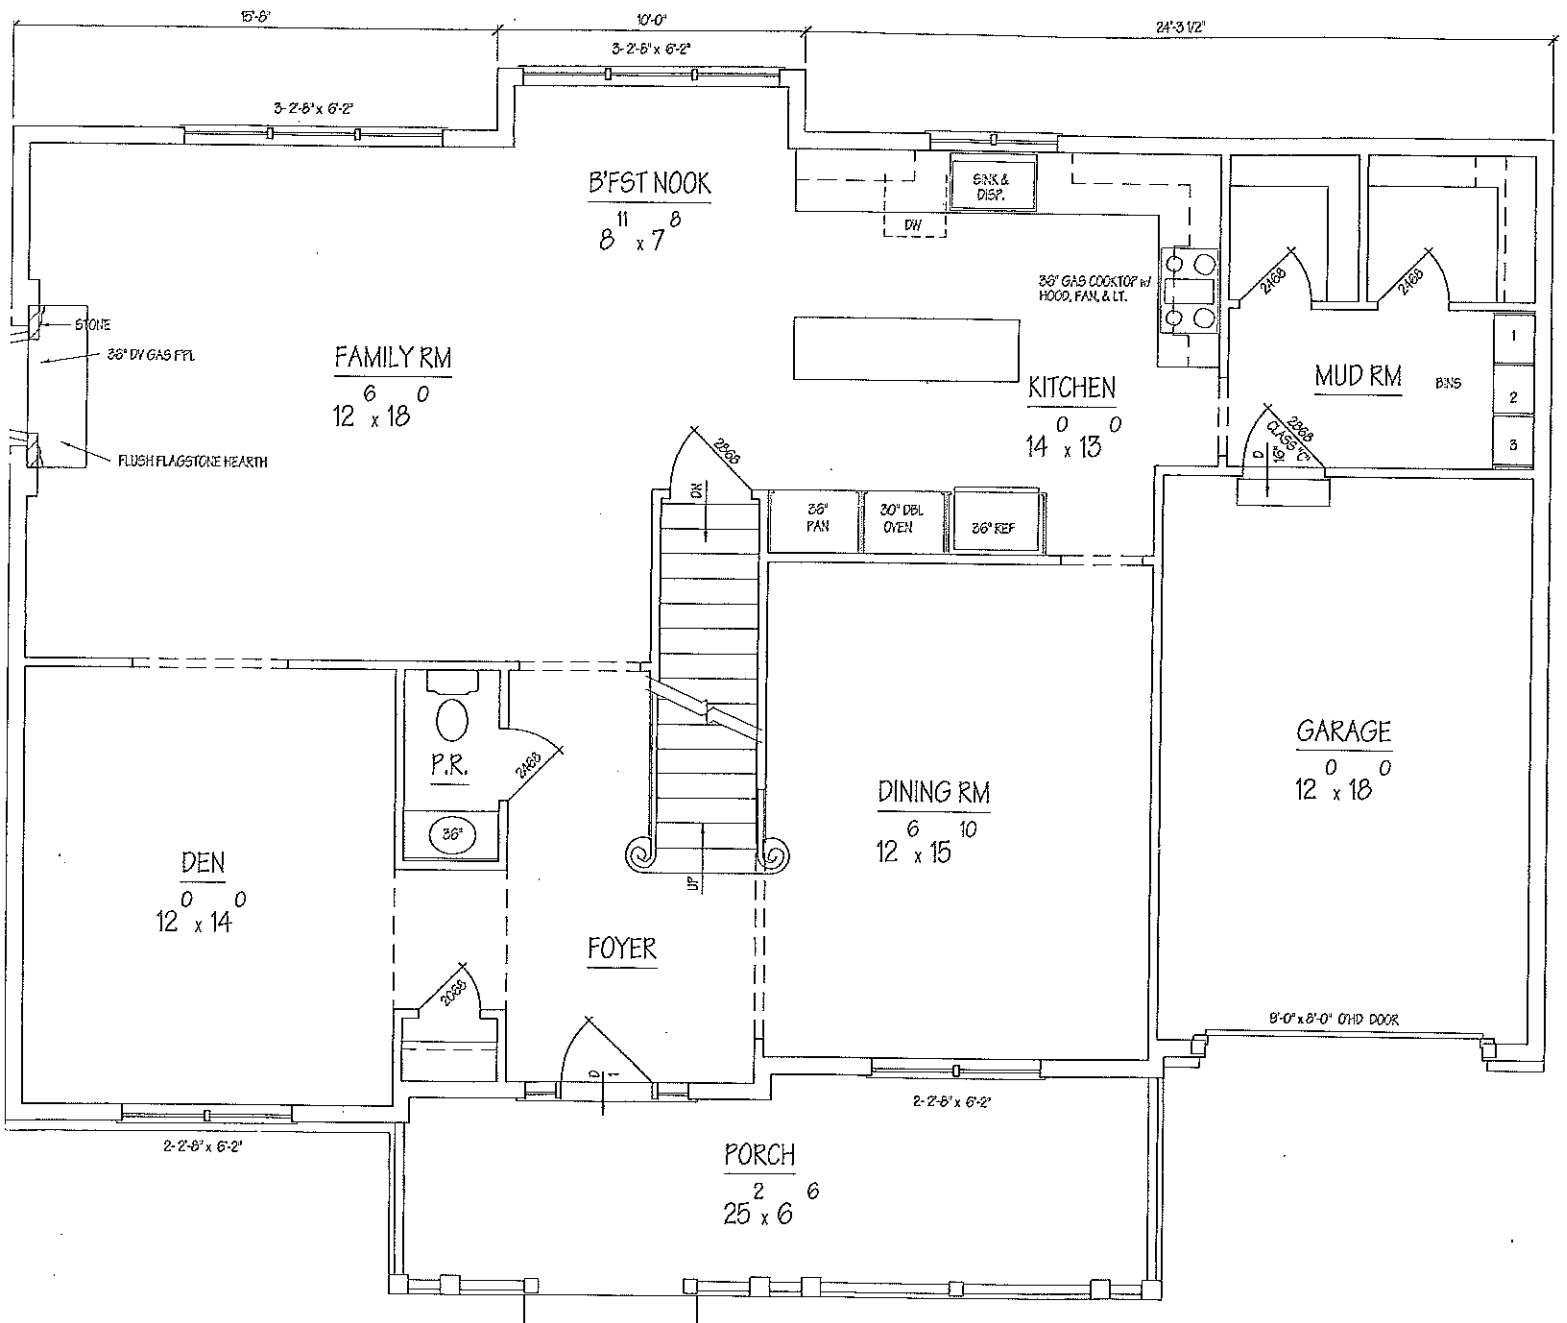 15'-8"
10'-0"
24'-3 1/2"
3-2'-8" x 6'-2"
3-2'-8" x 6'-2"
B'FST NOOK
8 11 x 7 8
SINK &
DISP.
DW
36" GAS COOKTOP w/
HOOD, FAN, & LT.
2468
2468
STONE
36" DV GAS FPL
FLUSH FLAGSTONE HEARTH
FAMILY RM
12 6 x 18 0
KITCHEN
14 0 x 13 0
MUD RM
BINS
1
2
3
2868
CLASS "C"
D
2868
DN
36"
PAN
30" DBL
OVEN
36" REF
P.R.
2468
36"
DEN
12 0 x 14 0
FOYER
UP
DINING RM
12 6 x 15 10
GARAGE
12 0 x 18 0
2068
9'-0" x 8'-0" O'HD DOOR
D
1
2-2'-8" x 6'-2"
2-2'-8" x 6'-2"
PORCH
25 2 x 6 6